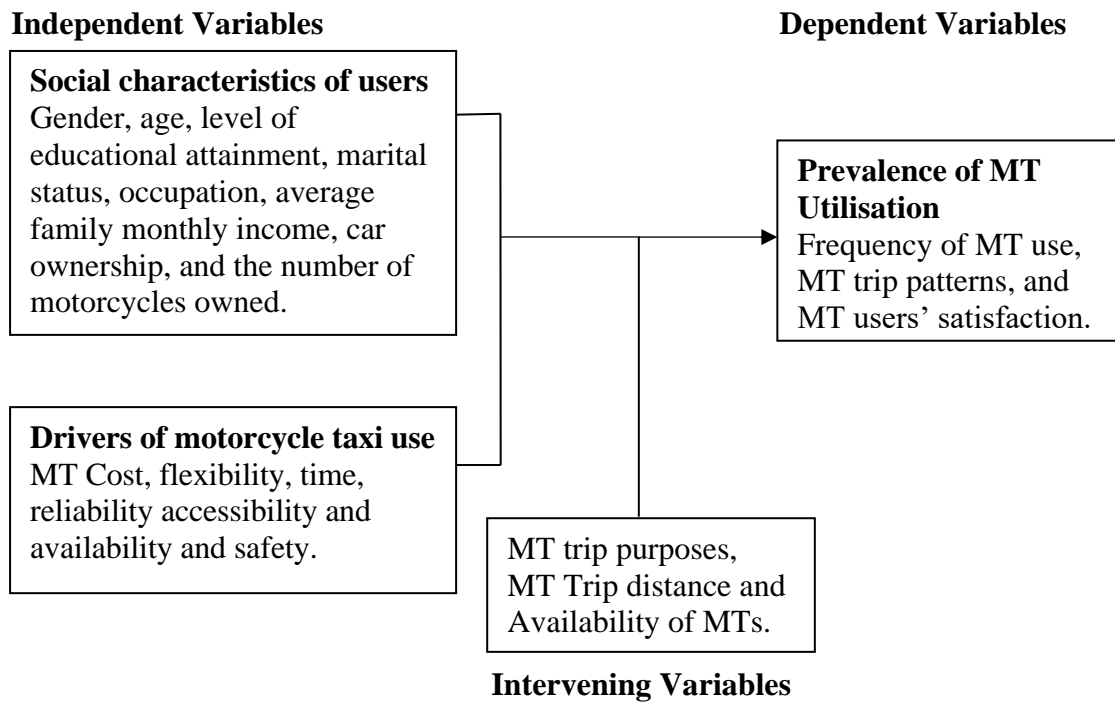 Independent Variables
Dependent Variables
Social characteristics of users
Gender, age, level of
educational attainment, marital
status, occupation, average
family monthly income, car
ownership, and the number of
motorcycles owned.
Prevalence of MT
Utilisation
Frequency of MT use,
MT trip patterns, and
MT users’ satisfaction.
Drivers of motorcycle taxi use
MT Cost, flexibility, time,
reliability accessibility and
availability and safety.
MT trip purposes,
MT Trip distance and
Availability of MTs.
Intervening Variables